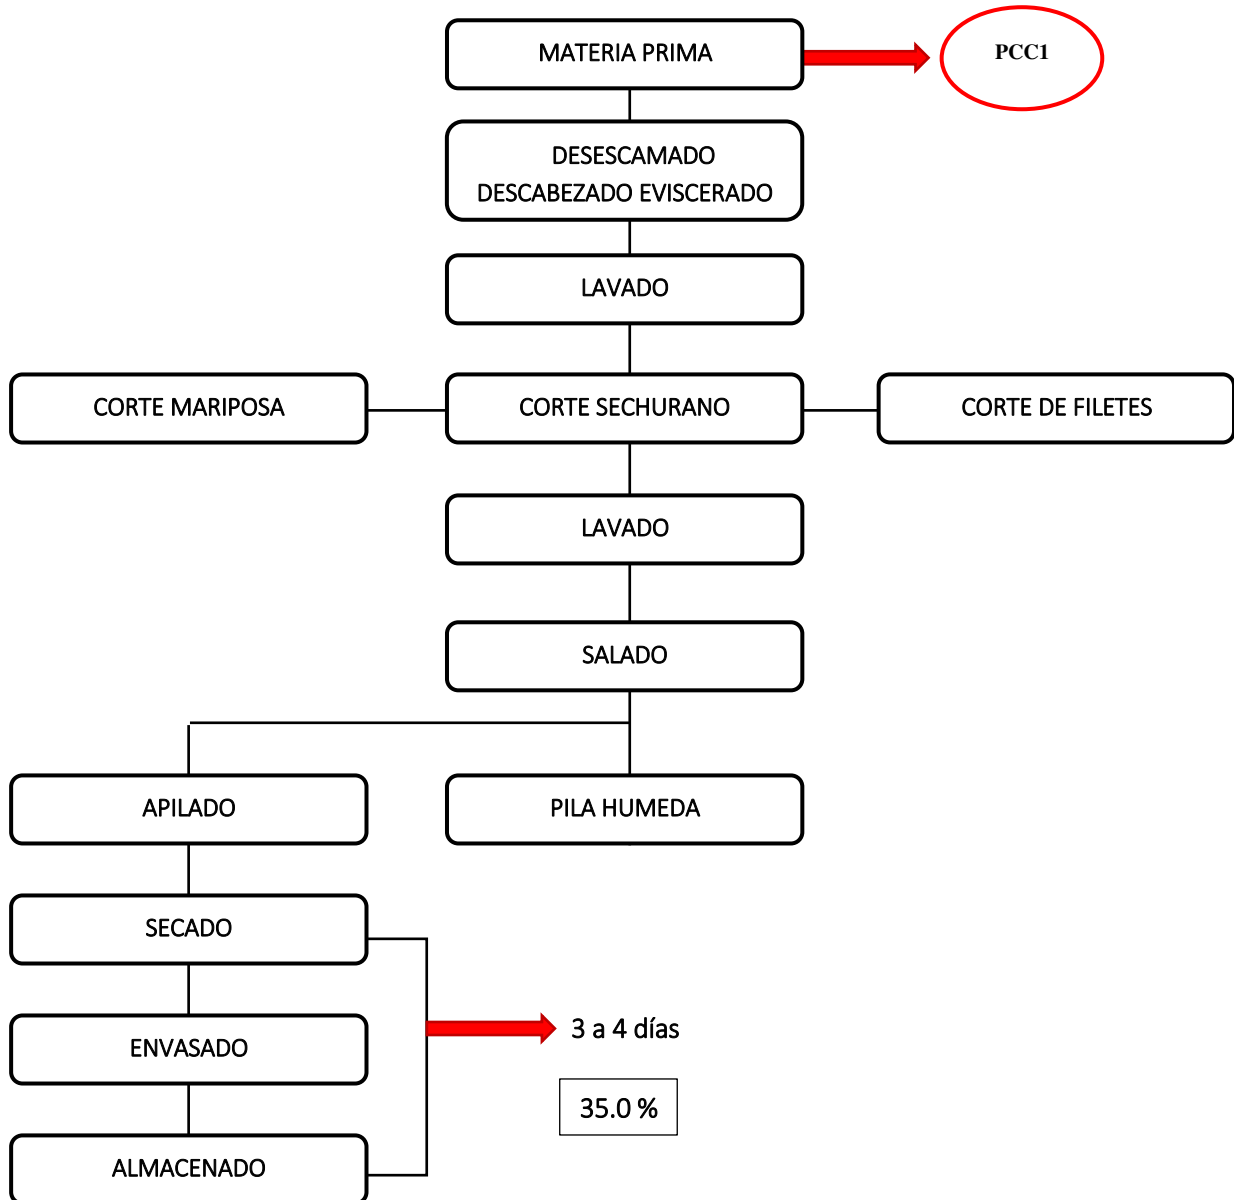 MATERIA PRIMA
PCC1
DESESCAMADO
DESCABEZADO EVISCERADO
LAVADO
CORTE MARIPOSA
CORTE SECHURANO
CORTE DE FILETES
LAVADO
SALADO
APILADO
PILA HUMEDA
SECADO
ENVASADO
3 a 4 días
35.0 %
ALMACENADO